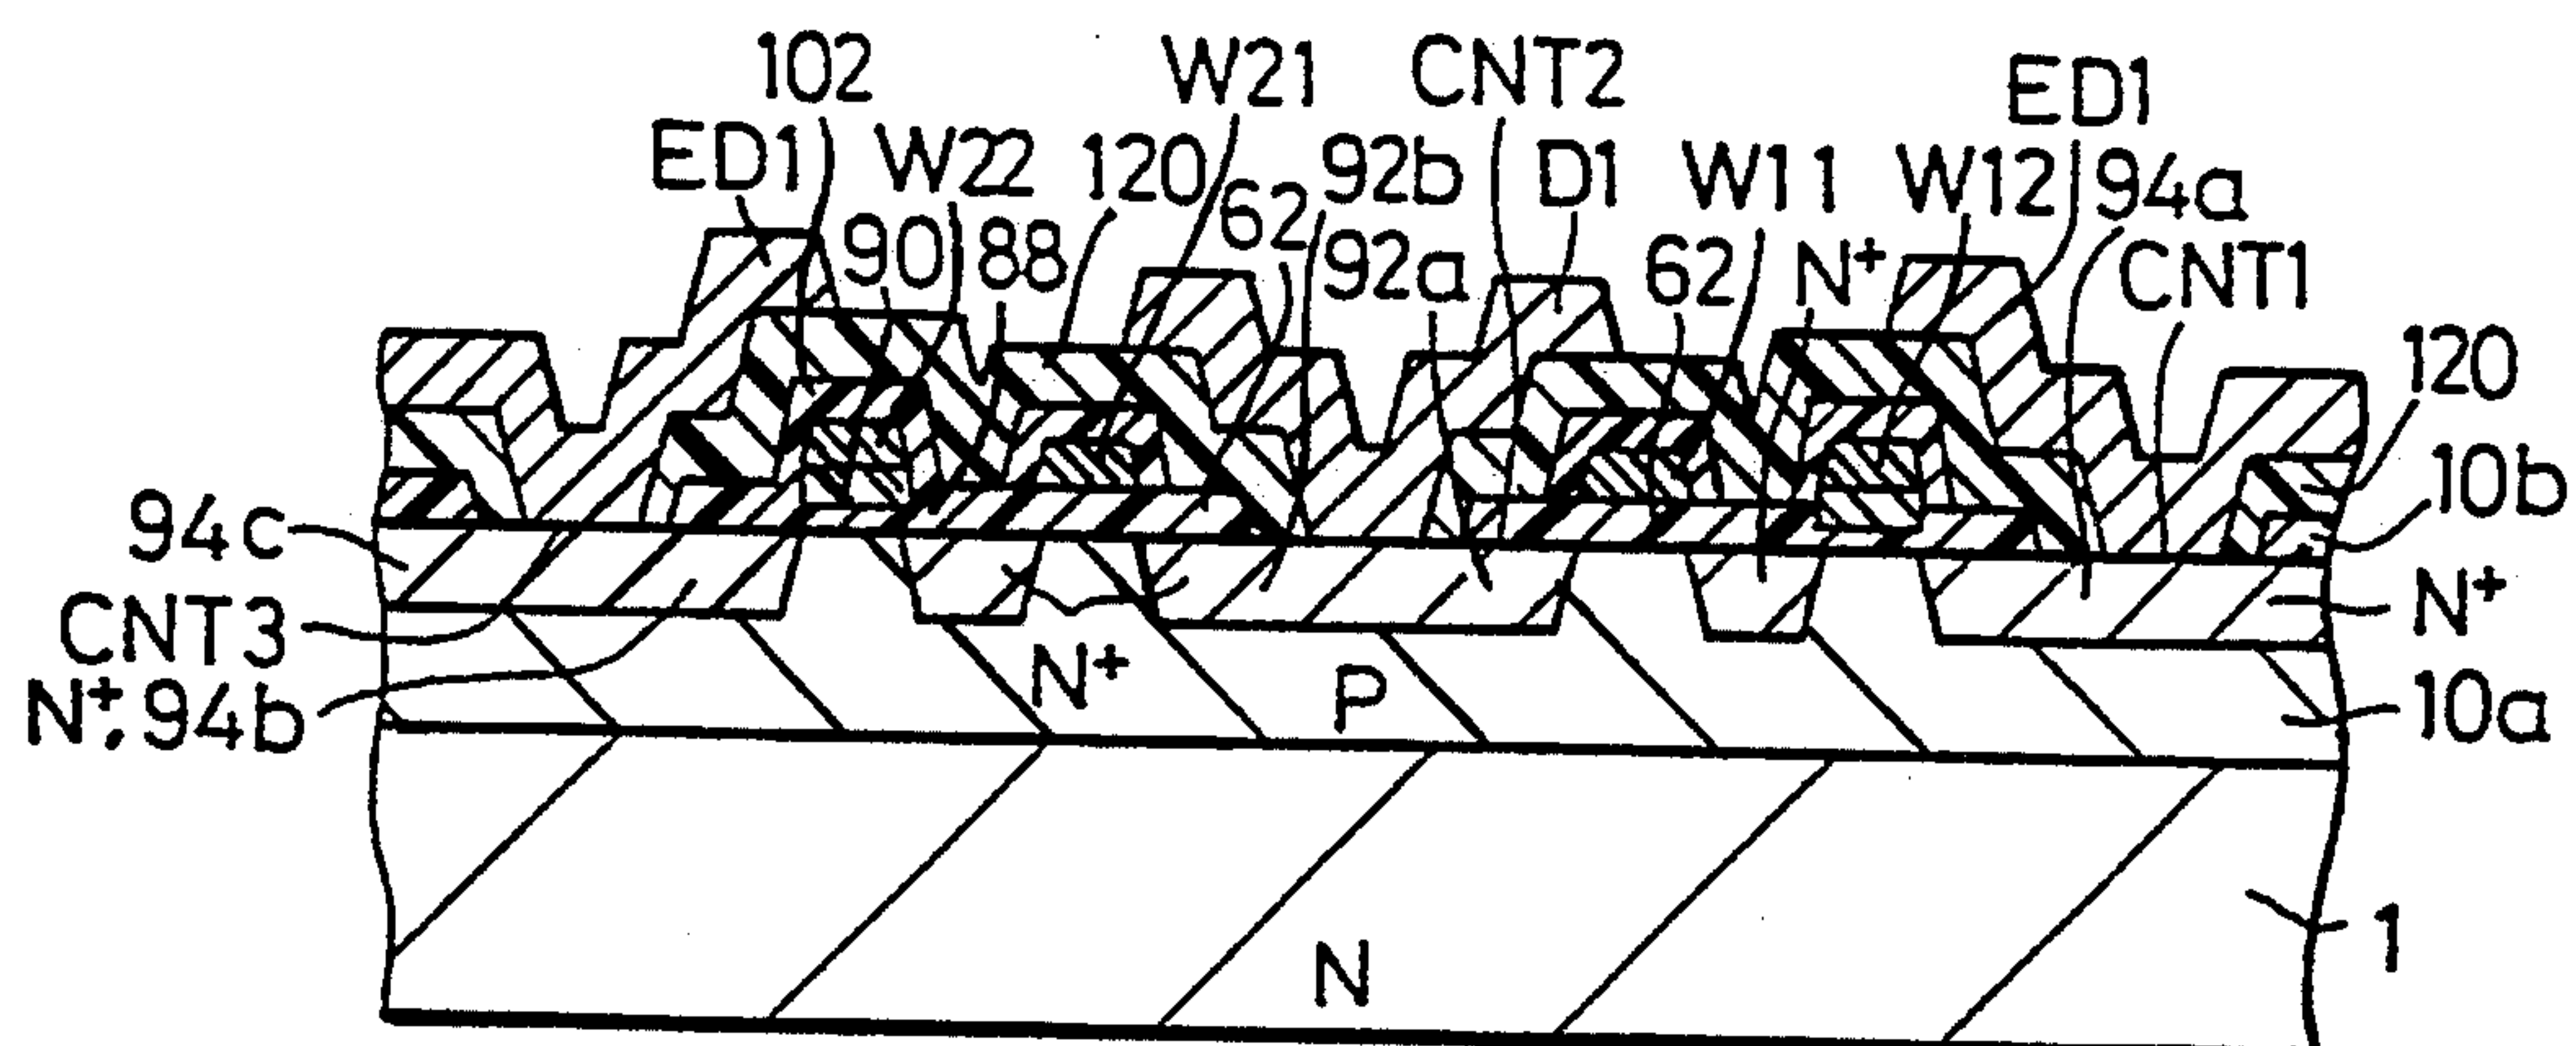 102
W21
CNT2
ED1
ED1
W22
120
62
92b
D1
W11
W12
94a
90
88
92a
62
N+
CNT1
120
10b
94c
CNT3
N+
N+, 94b
N+
P
10a
N
1